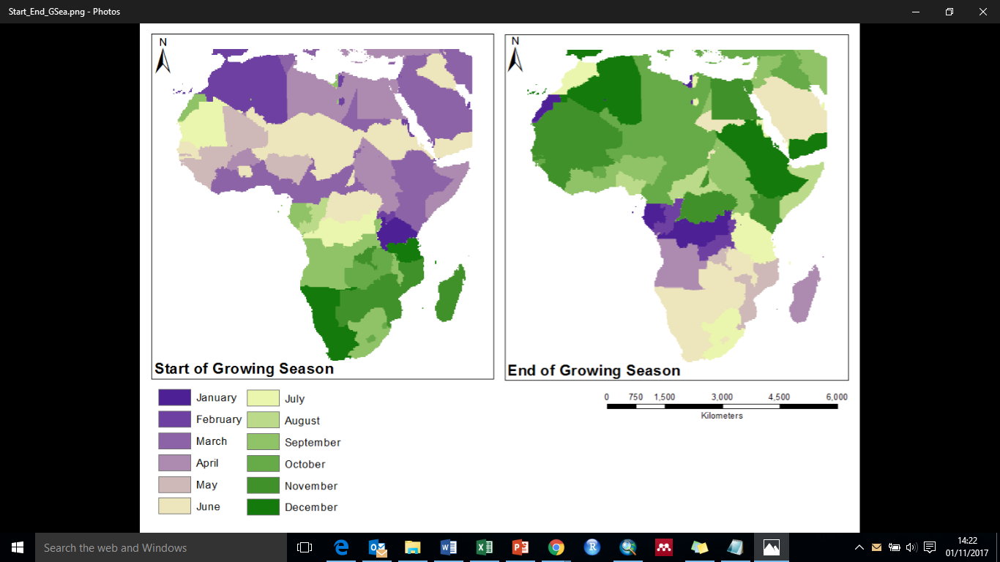 Start_End_GSea.png - Photos
N
N
Start of Growing Season
End of Growing Season
January
February
March
April
May
June
July
August
September
October
November
December
0 750 1,500 3,000 4,500 6,000
Kilometers
Search the web and Windows
14:22
01/11/2017